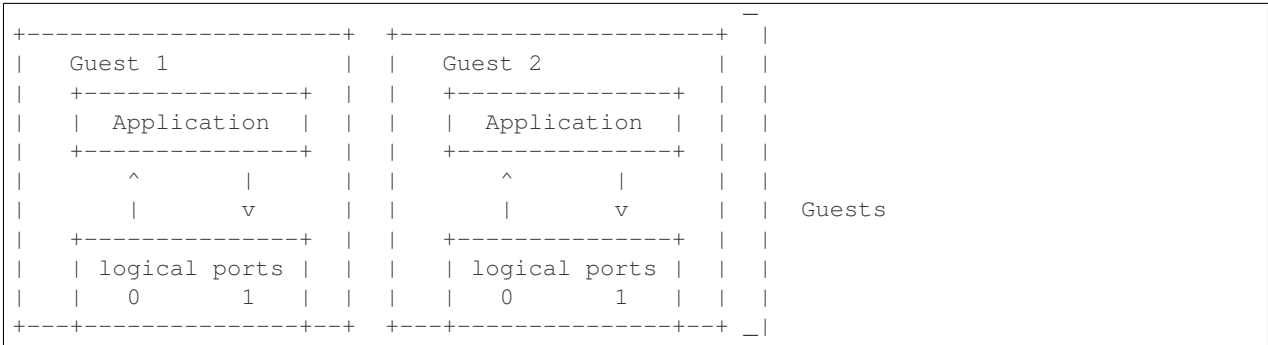 _
+----------------------+  +----------------------+  |
|   Guest 1            |  |   Guest 2            |  |
|   +---------------+  |  |   +---------------+  |  |
|   |  Application  |  |  |   |  Application  |  |  |
|   +---------------+  |  |   +---------------+  |  |
|       ^       |      |  |       ^       |      |  |
|       |       v      |  |       |       v      |  |  Guests
|   +---------------+  |  |   +---------------+  |  |
|   | logical ports |  |  |   | logical ports |  |  |
|   |   0       1   |  |  |   |   0       1   |  |  |
+---+---------------+--+  +---+---------------+--+ _|